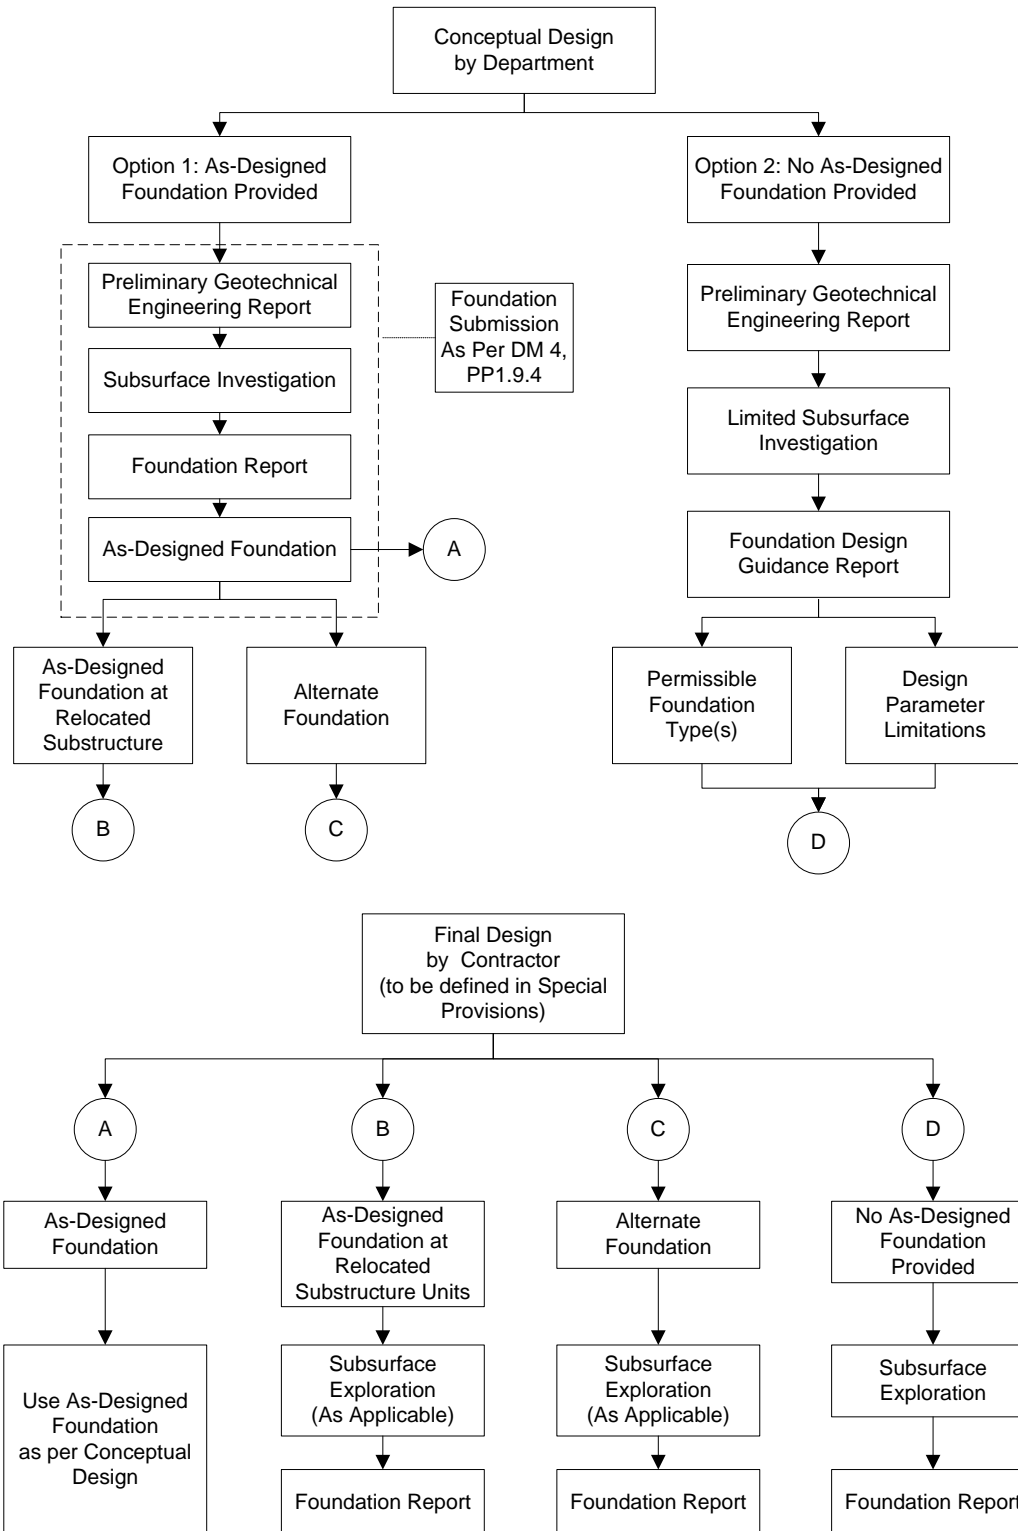 Conceptual Design
by Department
Option 1: As-Designed
Foundation Provided
Option 2: No As-Designed
Foundation Provided
Preliminary Geotechnical
Engineering Report
Foundation
Submission
As Per DM 4,
PP1.9.4
Preliminary Geotechnical
Engineering Report
Subsurface Investigation
Limited Subsurface
Investigation
Foundation Report
As-Designed Foundation
A
Foundation Design
Guidance Report
As-Designed
Foundation at
Relocated
Substructure
Alternate
Foundation
Permissible
Foundation
Type(s)
Design
Parameter
Limitations
B
C
D
Final Design
by Contractor
(to be defined in Special
Provisions)
A
B
C
D
As-Designed
Foundation
As-Designed
Foundation at
Relocated
Substructure Units
Alternate
Foundation
No As-Designed
Foundation
Provided
Use As-Designed
Foundation
as per Conceptual
Design
Subsurface
Exploration
(As Applicable)
Subsurface
Exploration
(As Applicable)
Subsurface
Exploration
Foundation Report
Foundation Report
Foundation Report